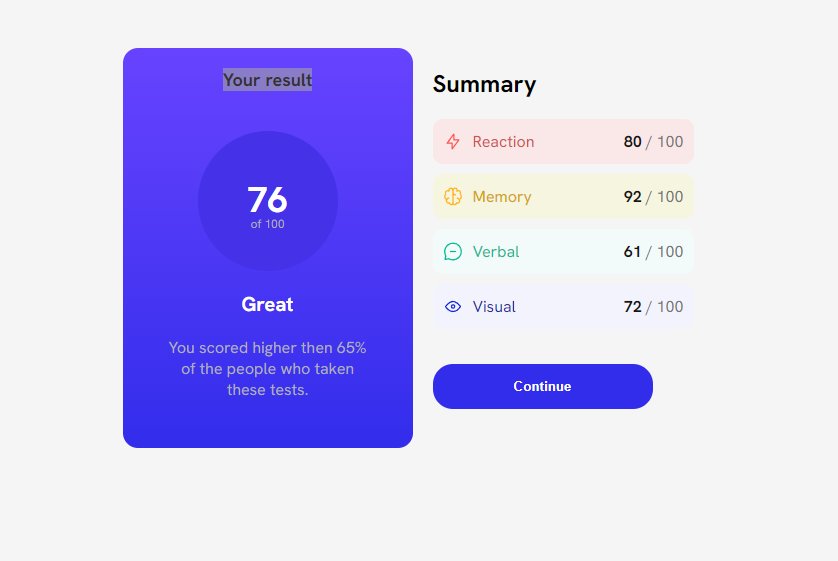 Your result
76
of 100
Great
You scored higher then 65%
of the people who taken
these tests.
Summary
Reaction 80 / 100
Memory 92 / 100
Verbal 61 / 100
Visual 72 / 100
Continue